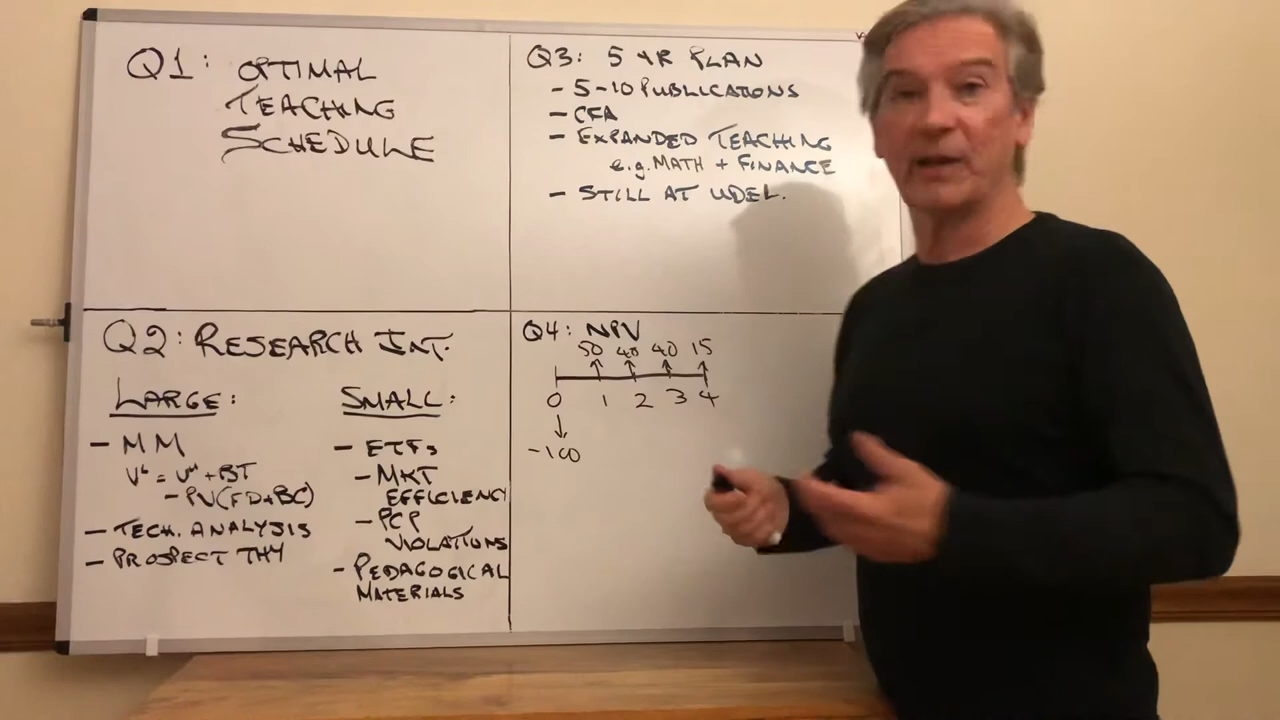 Q1: OPTIMAL
TEACHING
SCHEDULE
Q3: 5 YR PLAN
- 5-10 PUBLICATIONS
- CFA
- EXPANDED TEACHING
e.g. MATH + FINANCE
- STILL AT UDEL.
Q2: RESEARCH INT.
LARGE:
- MM
V^L = V^U + BT
- PV(FD+BC)
- TECH. ANALYSIS
- PROSPECT THY
SMALL:
- ETFs
- MKT
EFFICIENCY
- PCP
VIOLATIONS
- PEDAGOGICAL
MATERIALS
Q4: NPV
50 40 40 15
0 1 2 3 4
-100